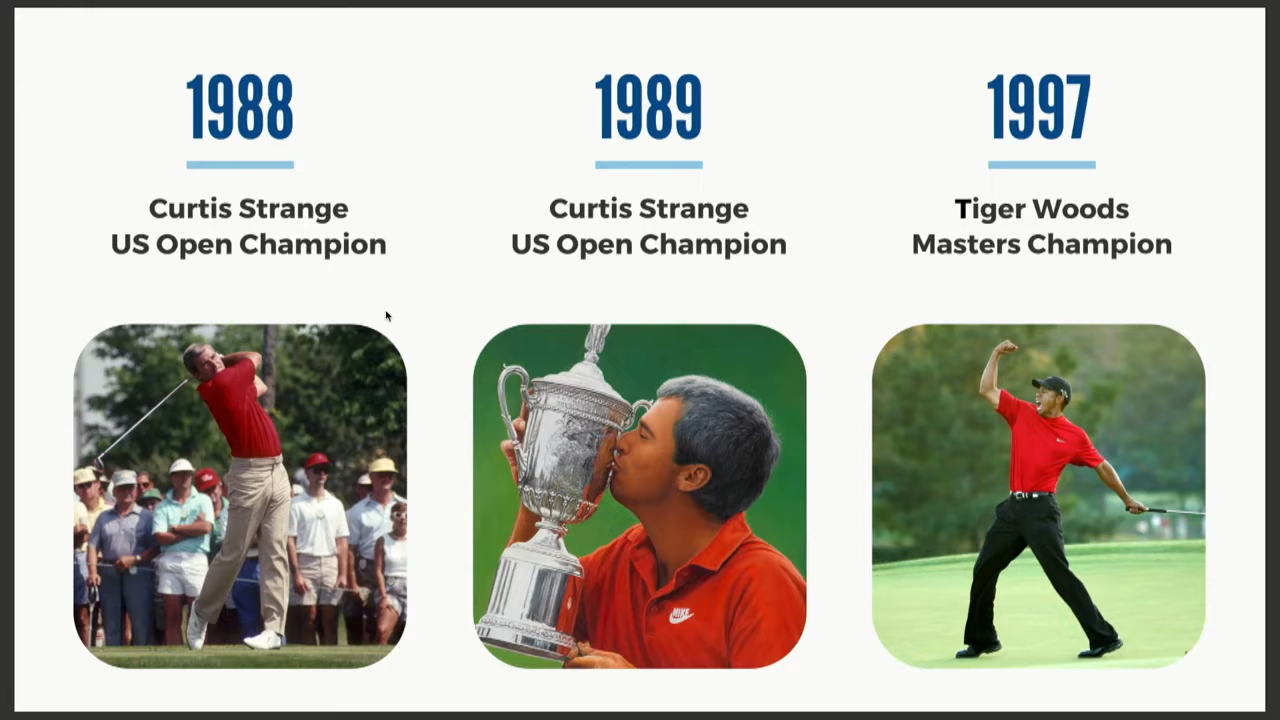 1988
Curtis Strange
US Open Champion
1989
Curtis Strange
US Open Champion
NIKE
1997
Tiger Woods
Masters Champion